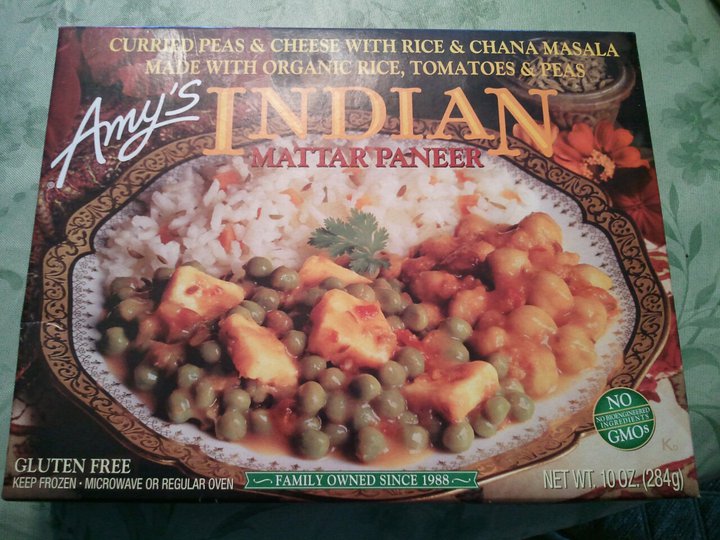 CURRIED PEAS & CHEESE WITH RICE & CHANA MASALA
MADE WITH ORGANIC RICE, TOMATOES & PEAS
Amy's
INDIAN
MATTAR PANEER
NO
NO BIOENGINEERED
INGREDIENTS
GMOs
K
GLUTEN FREE
KEEP FROZEN • MICROWAVE OR REGULAR OVEN
FAMILY OWNED SINCE 1988
NET WT. 10 OZ. (284g)